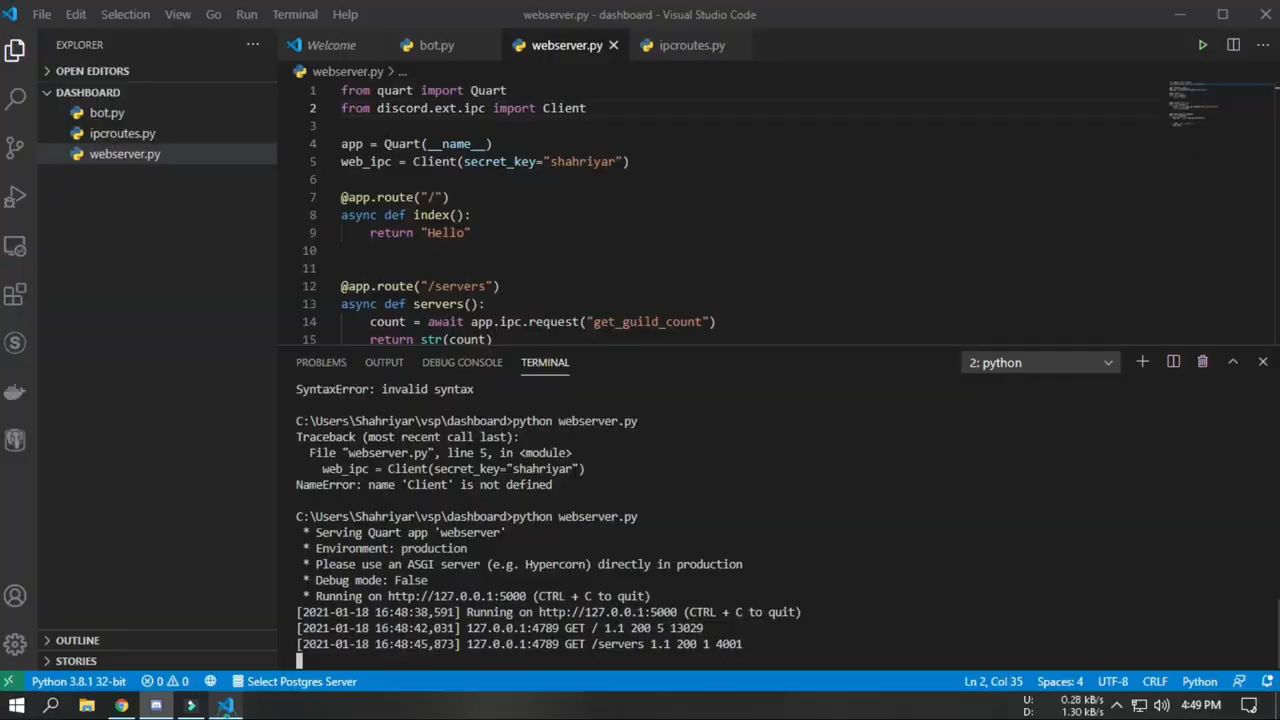 File Edit Selection View Go Run Terminal Help
webserver.py - dashboard - Visual Studio Code
EXPLORER
OPEN EDITORS
DASHBOARD
bot.py
ipcroutes.py
webserver.py
OUTLINE
STORIES
Welcome bot.py webserver.py ipcroutes.py
webserver.py > ...
1 from quart import Quart
2 from discord.ext.ipc import Client
3
4 app = Quart(__name__)
5 web_ipc = Client(secret_key="shahriyar")
6
7 @app.route("/")
8 async def index():
9 return "Hello"
10
11
12 @app.route("/servers")
13 async def servers():
14 count = await app.ipc.request("get_guild_count")
15 return str(count)
PROBLEMS OUTPUT DEBUG CONSOLE TERMINAL 2: python
SyntaxError: invalid syntax
C:\Users\Shahriyar\vsp\dashboard>python webserver.py
Traceback (most recent call last):
File "webserver.py", line 5, in <module>
web_ipc = Client(secret_key="shahriyar")
NameError: name 'Client' is not defined
C:\Users\Shahriyar\vsp\dashboard>python webserver.py
* Serving Quart app 'webserver'
* Environment: production
* Please use an ASGI server (e.g. Hypercorn) directly in production
* Debug mode: False
* Running on http://127.0.0.1:5000 (CTRL + C to quit)
[2021-01-18 16:48:38,591] Running on http://127.0.0.1:5000 (CTRL + C to quit)
[2021-01-18 16:48:42,031] 127.0.0.1:4789 GET / 1.1 200 5 13029
[2021-01-18 16:48:45,873] 127.0.0.1:4789 GET /servers 1.1 200 1 4001
Python 3.8.1 32-bit 0 0 Select Postgres Server Ln 2, Col 35 Spaces: 4 UTF-8 CRLF Python
U: 0.28 kB/s
D: 1.30 kB/s
4:49 PM